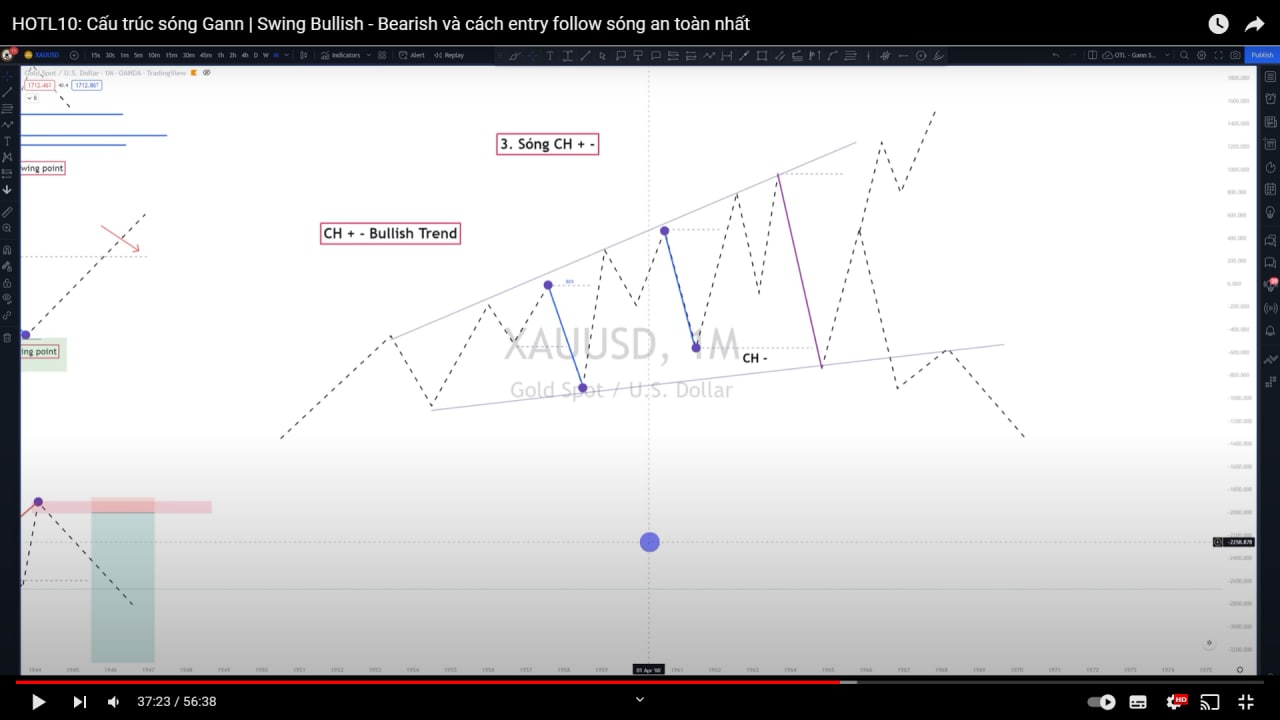 HOTL10: Cấu trúc sóng Gann | Swing Bullish - Bearish và cách entry follow sóng an toàn nhất
XAUUSD 15s 30s 1m 5m 10m 15m 30m 45m 1h 2h 4h D W M Indicators Alert Replay OTL - Gann S... Publish
Gold Spot / U.S. Dollar · 1M · OANDA · TradingView
6
3. Sóng CH + -
wing point
CH + - Bullish Trend
BOS
ing point
XAUUSD, 1M
CH -
Gold Spot / U.S. Dollar
1800.000
1600.000
1400.000
1200.000
1000.000
800.000
600.000
400.000
200.000
0.000
-200.000
-400.000
-600.000
-800.000
-1000.000
-1200.000
-1400.000
-1600.000
-1800.000
-2000.000
-2258.878
-2400.000
-2600.000
-2800.000
-3000.000
-3200.000
1944 1945 1946 1947 1948 1949 1950 1951 1952 1953 1954 1955 1956 1957 1958 1959 01 Apr '60 1961 1962 1963 1964 1965 1966 1967 1968 1969 1970 1971 1972 1973 1974 1975
37:23 / 56:38
HD